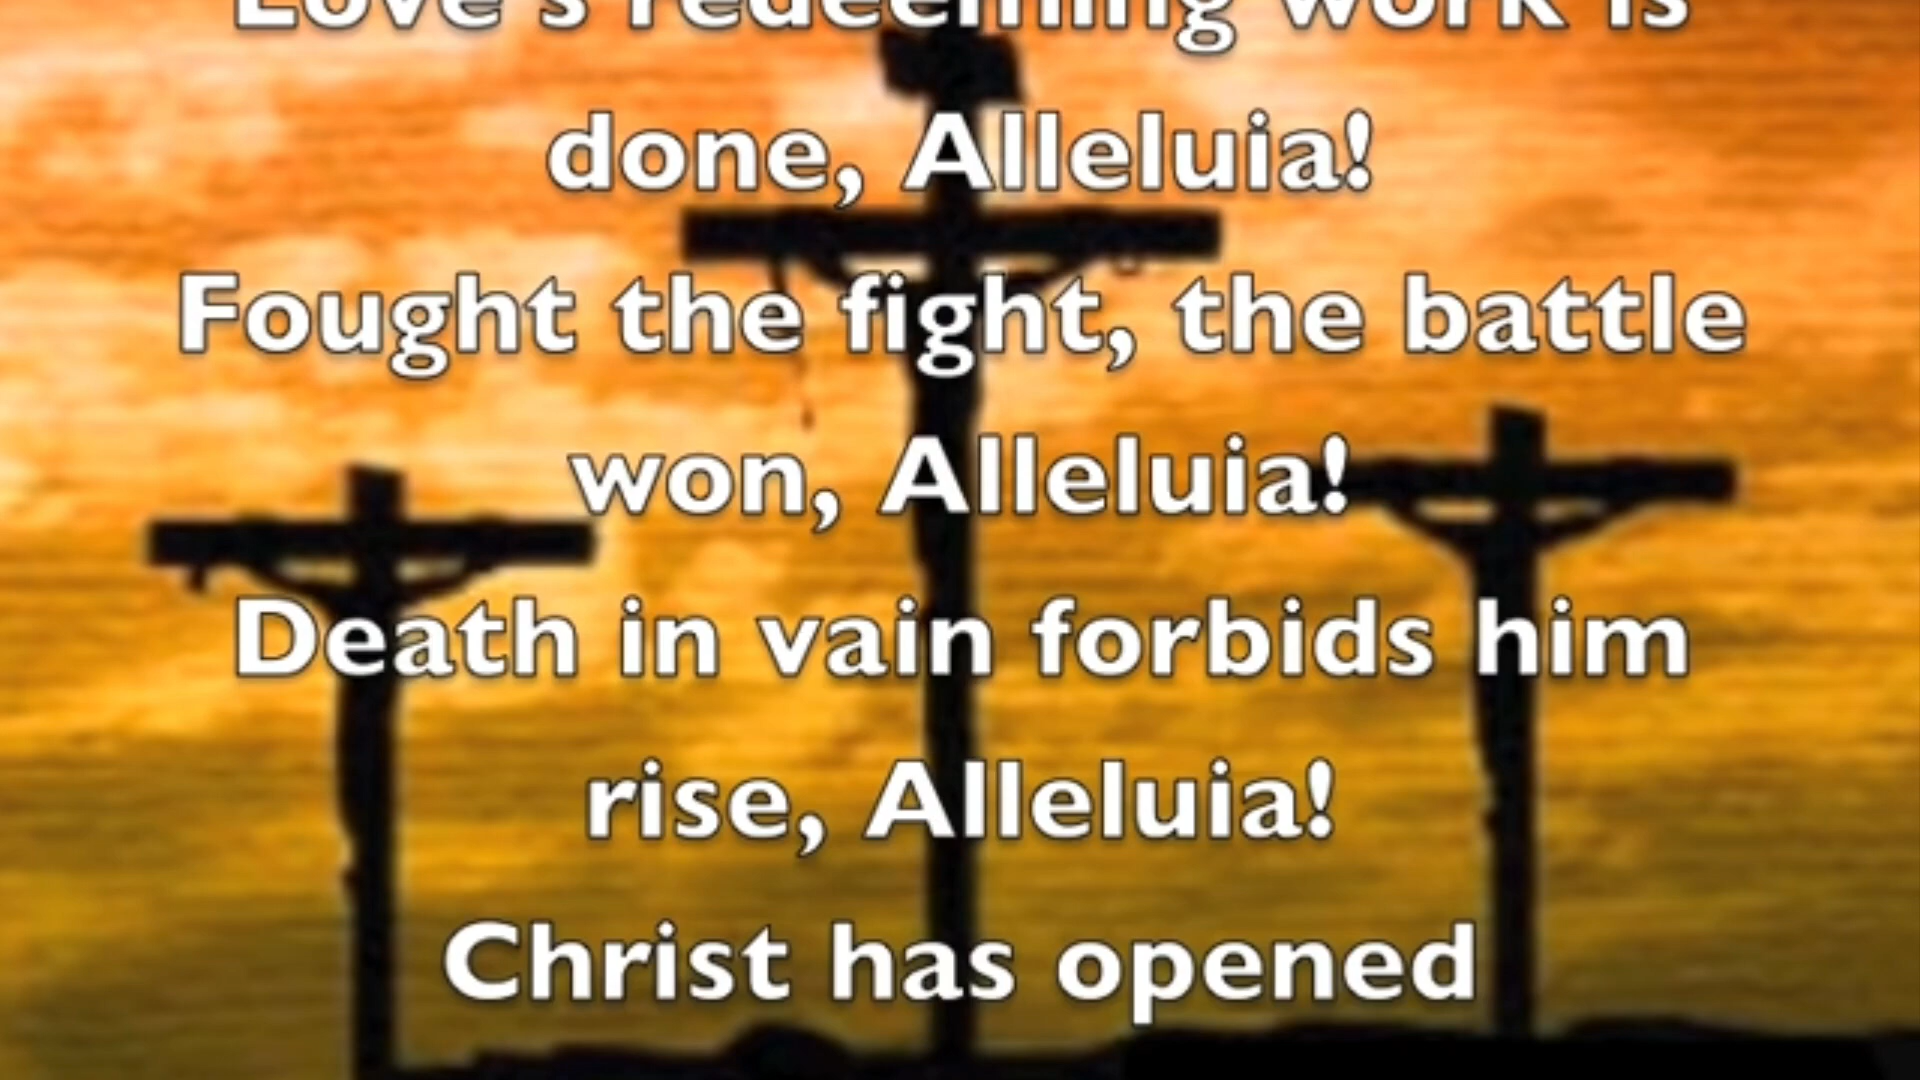 Love's redeeming work is
done, Alleluia!
Fought the fight, the battle
won, Alleluia!
Death in vain forbids him
rise, Alleluia!
Christ has opened